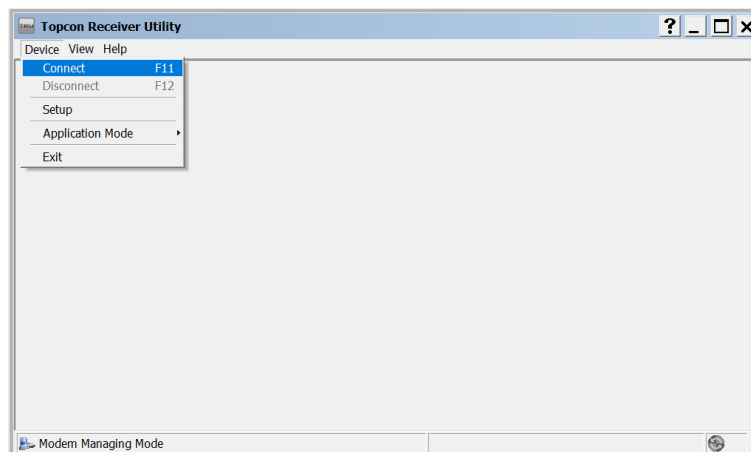 Topcon Receiver Utility
?
Device View Help
Connect F11
Disconnect F12
Setup
Application Mode
Exit
Modem Managing Mode